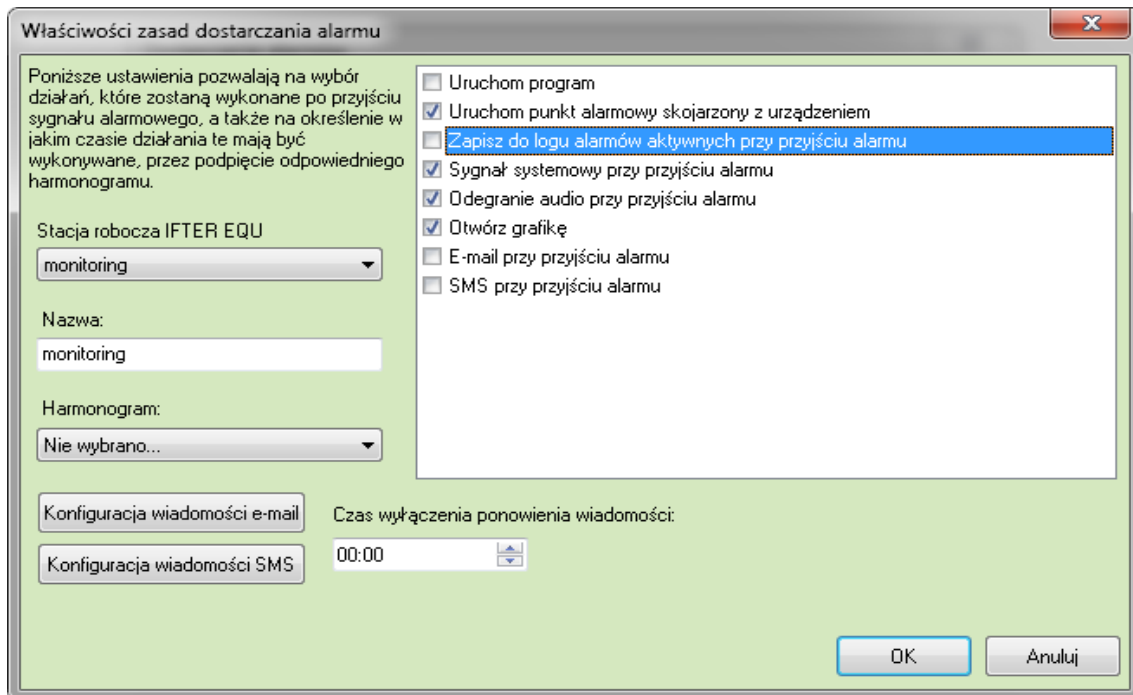 Właściwości zasad dostarczania alarmu
Poniższe ustawienia pozwalają na wybór
działań, które zostaną wykonane po przyjściu
sygnału alarmowego, a także na określenie w
jakim czasie działania te mają być
wykonywane, przez podpięcie odpowiedniego
harmonogramu.
Stacja robocza IFTER EQU
monitoring
Nazwa:
monitoring
Harmonogram:
Nie wybrano...
Uruchom program
Uruchom punkt alarmowy skojarzony z urządzeniem
Zapisz do logu alarmów aktywnych przy przyjściu alarmu
Sygnał systemowy przy przyjściu alarmu
Odegranie audio przy przyjściu alarmu
Otwórz grafikę
E-mail przy przyjściu alarmu
SMS przy przyjściu alarmu
Konfiguracja wiadomości e-mail
Konfiguracja wiadomości SMS
Czas wyłączenia ponowienia wiadomości:
00:00
OK
Anuluj